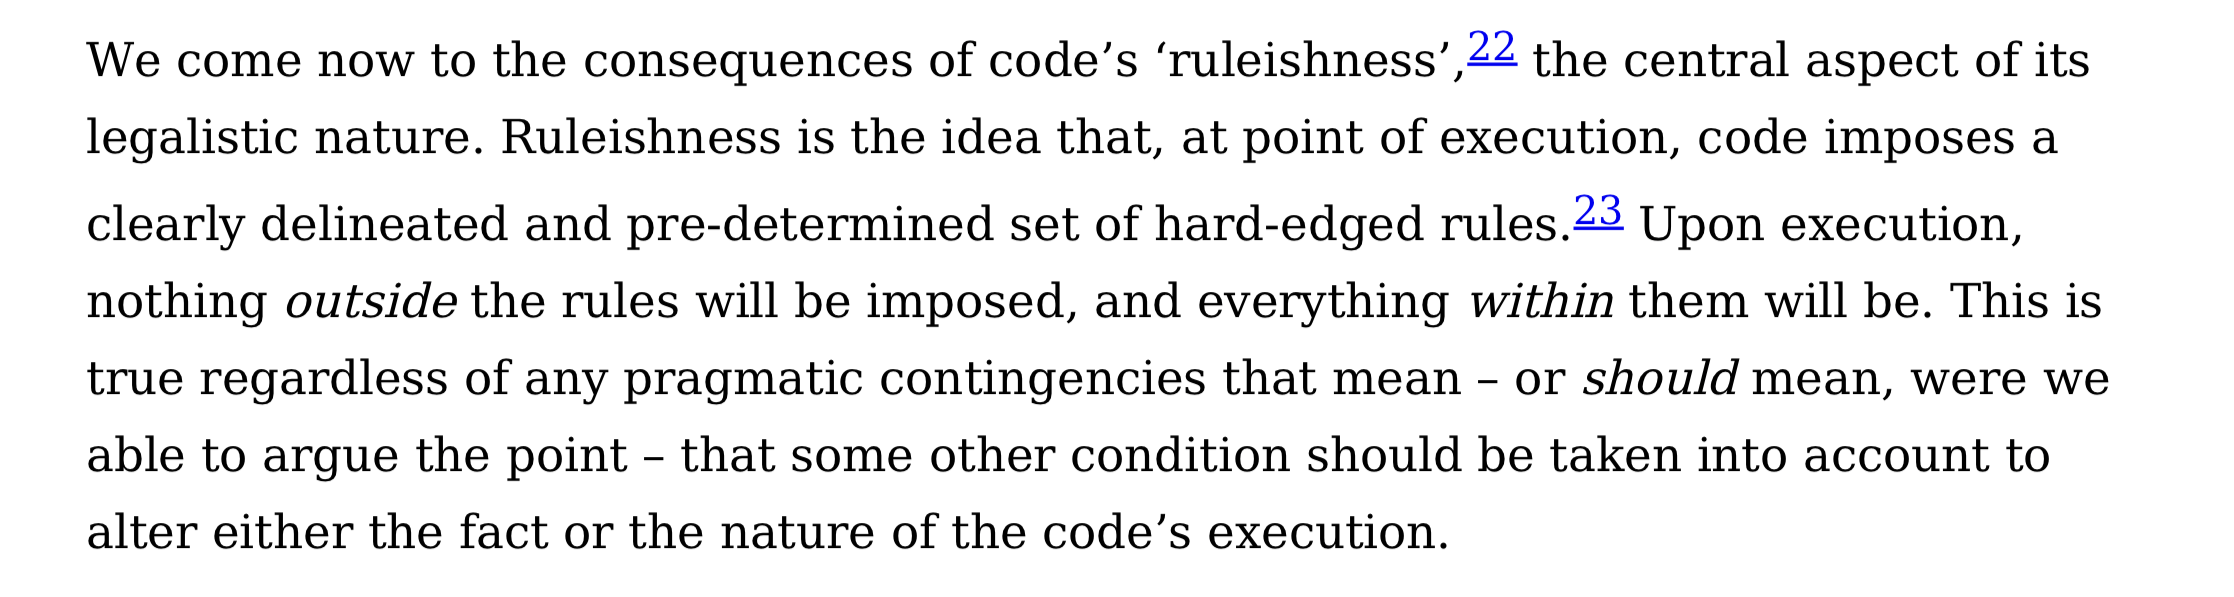 We come now to the consequences of code’s ‘ruleishness’,22 the central aspect of its
legalistic nature. Ruleishness is the idea that, at point of execution, code imposes a
clearly delineated and pre-determined set of hard-edged rules.23 Upon execution,
nothing outside the rules will be imposed, and everything within them will be. This is
true regardless of any pragmatic contingencies that mean – or should mean, were we
able to argue the point – that some other condition should be taken into account to
alter either the fact or the nature of the code’s execution.